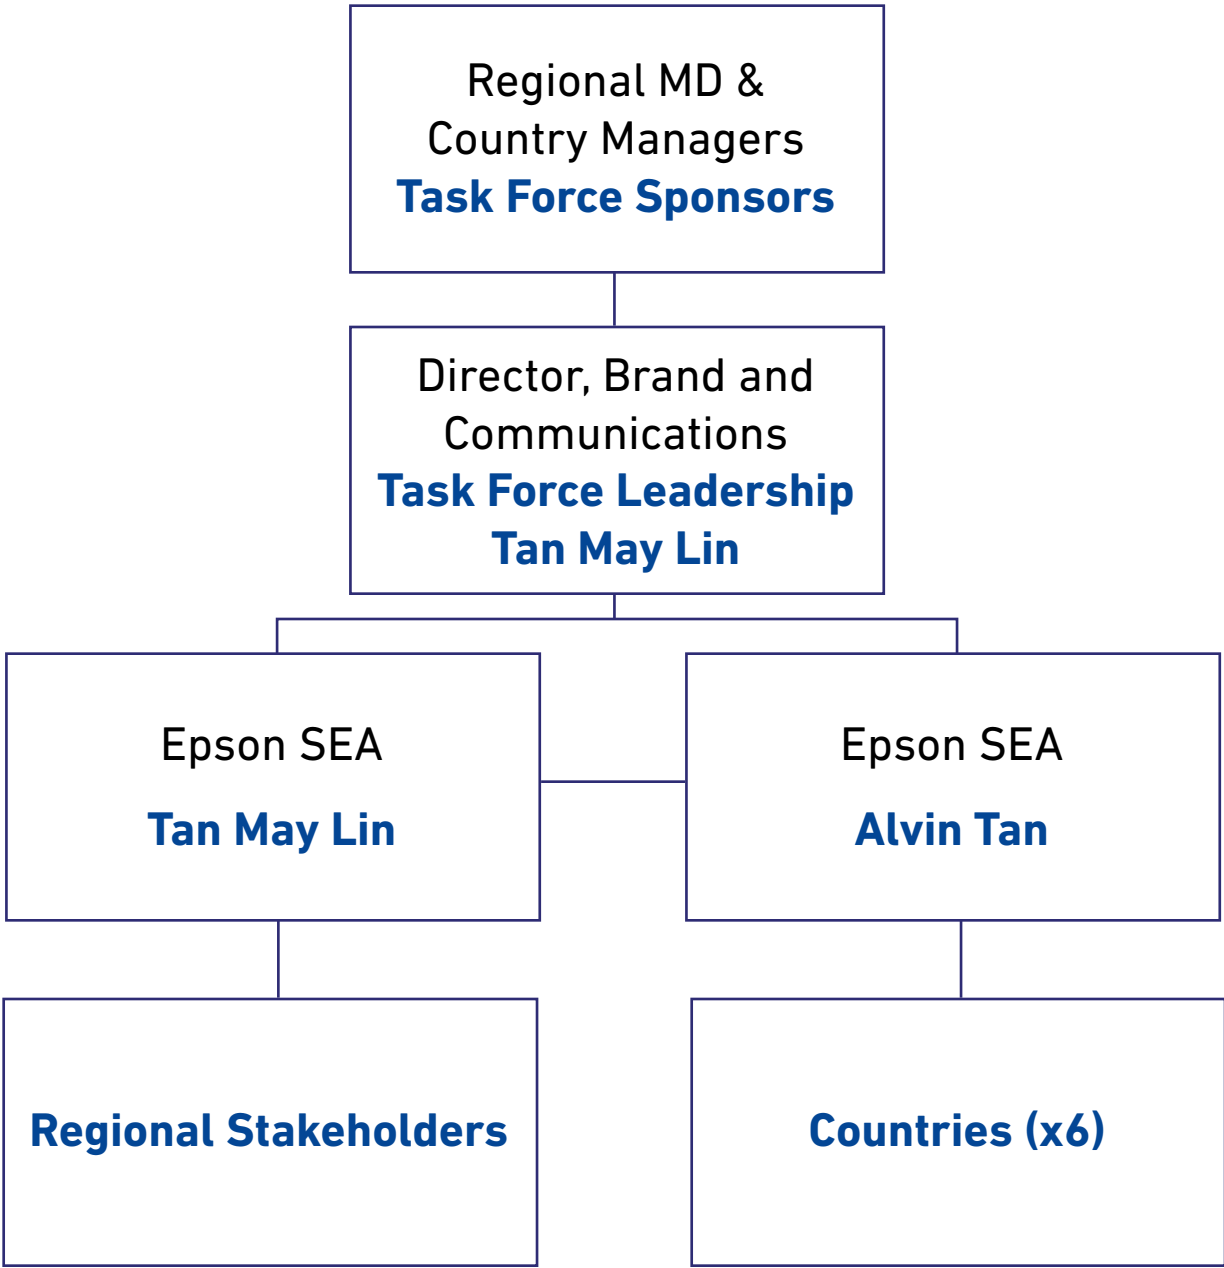 Regional MD &
Country Managers
Task Force Sponsors
Director, Brand and
Communications
Task Force Leadership
Tan May Lin
Epson SEA
Tan May Lin
Epson SEA
Alvin Tan
Regional Stakeholders
Countries (x6)